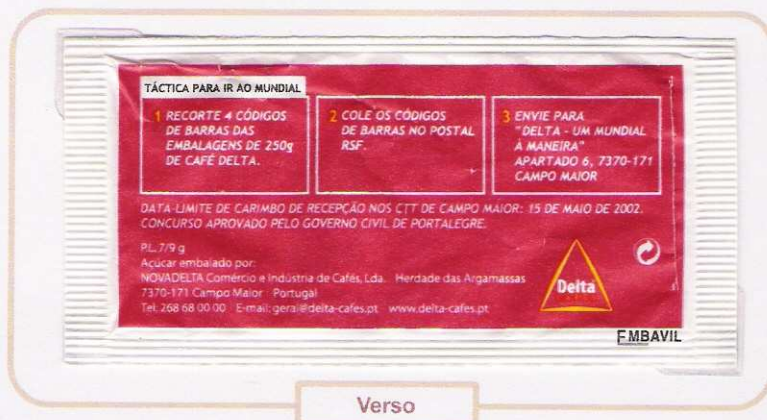 TÁCTICA PARA IR AO MUNDIAL
1 RECORTE 4 CÓDIGOS
DE BARRAS DAS
EMBALAGENS DE 250g
DE CAFÉ DELTA.
2 COLE OS CÓDIGOS
DE BARRAS NO POSTAL
RSF.
3 ENVIE PARA
"DELTA - UM MUNDIAL
À MANEIRA"
APARTADO 6, 7370-171
CAMPO MAIOR
DATA-LIMITE DE CARIMBO DE RECEPÇÃO NOS CTT DE CAMPO MAIOR: 15 DE MAIO DE 2002.
CONCURSO APROVADO PELO GOVERNO CIVIL DE PORTALEGRE.
P.L. 7/9 g
Açúcar embalado por:
NOVADELTA Comércio e Indústria de Cafés, Lda. Herdade das Argamassas
7370-171 Campo Maior Portugal
Tel: 268 68 00 00 E-mail: geral@delta-cafes.pt www.delta-cafes.pt
Delta
EMBAVIL
Verso